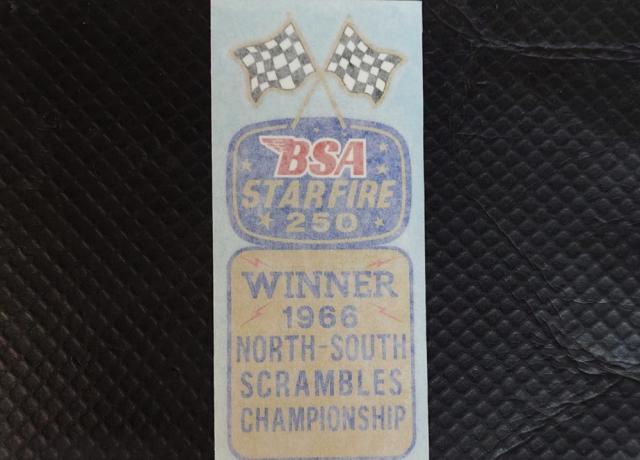 BSA
STARFIRE
250
WINNER
1966
NORTH-SOUTH
SCRAMBLES
CHAMPIONSHIP